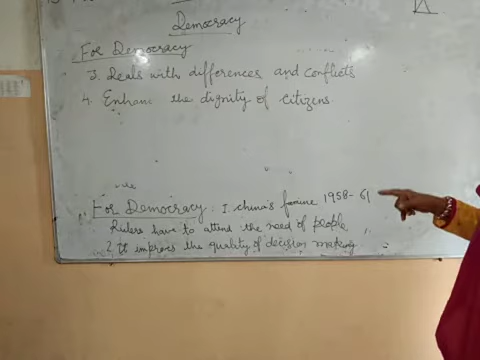 Democracy
For Democracy
3. Deals with differences and conflicts
4. Enhance the dignity of citizens.
For Democracy : 1. China's famine 1958-61
Rulers have to attend the need of people
2. It improves the quality of decision making